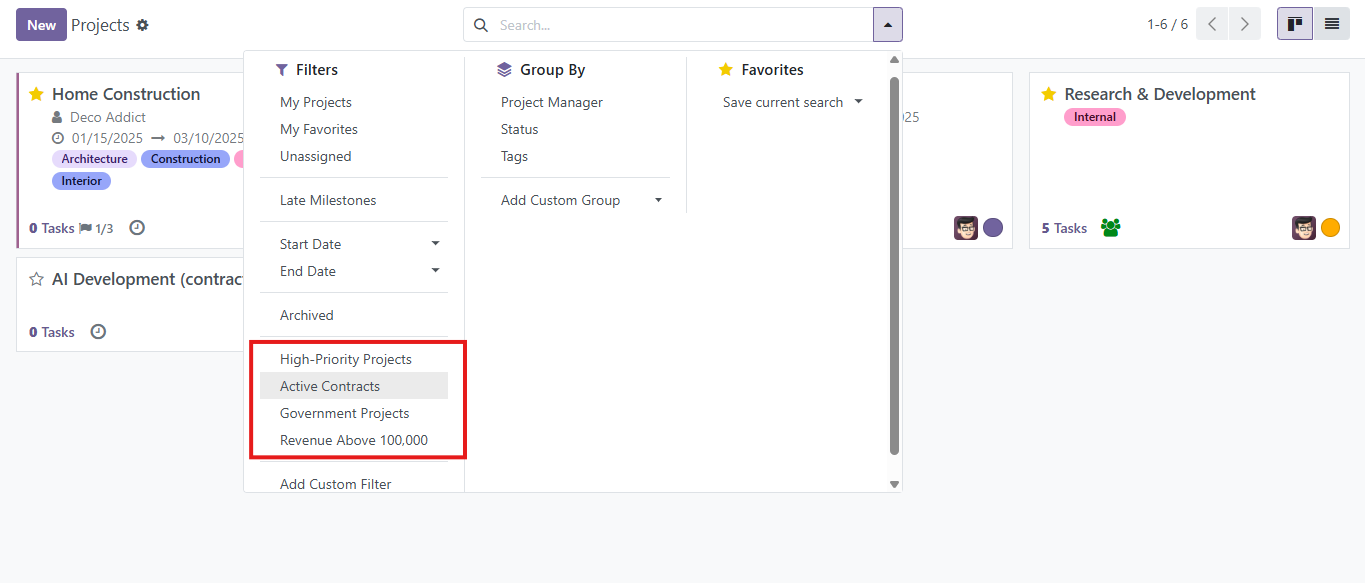 New Projects
Search...
1-6 / 6
Home Construction
Deco Addict
01/15/2025 → 03/10/2025
Architecture Construction
Interior
0 Tasks 1/3
AI Development (contrac
0 Tasks
Filters
My Projects
My Favorites
Unassigned
Late Milestones
Start Date
End Date
Archived
High-Priority Projects
Active Contracts
Government Projects
Revenue Above 100,000
Add Custom Filter
Group By
Project Manager
Status
Tags
Add Custom Group
Favorites
Save current search
25
Research & Development
Internal
5 Tasks